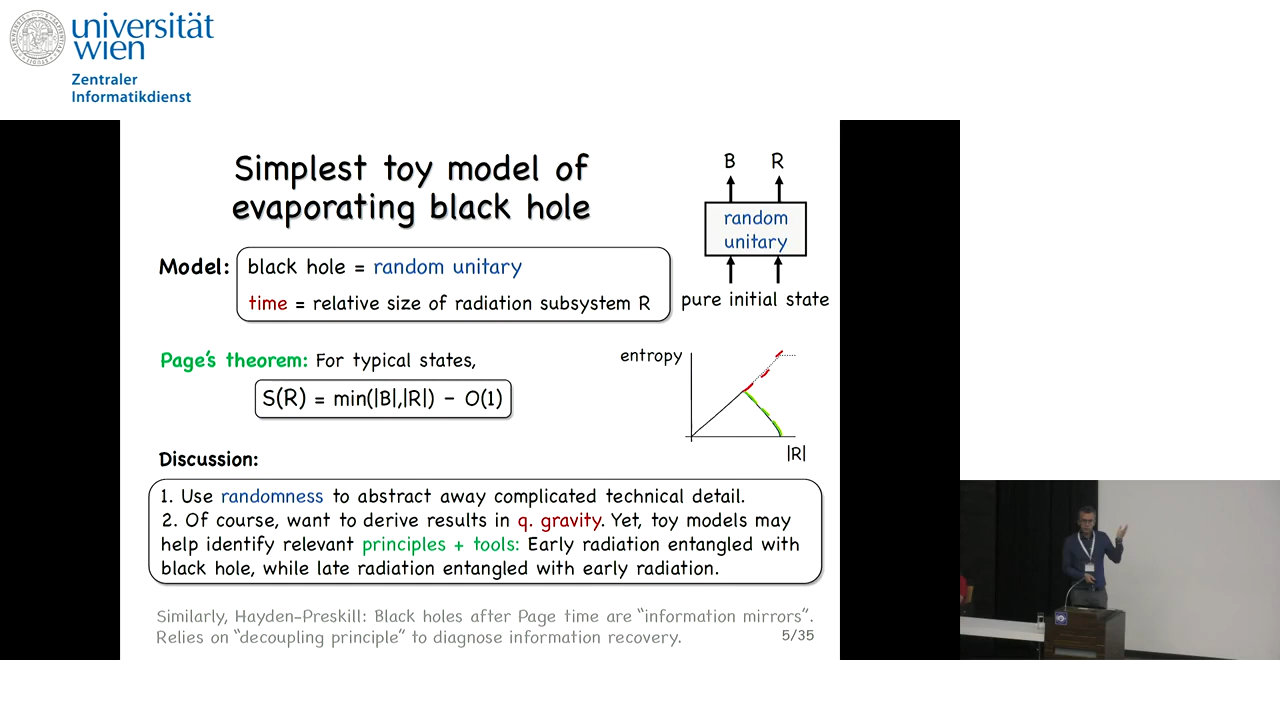 universität
wien
Zentraler
Informatikdienst
Simplest toy model of
evaporating black hole
B R
random
unitary
pure initial state
Model: black hole = random unitary
time = relative size of radiation subsystem R
Page's theorem: For typical states,
S(R) = min(|B|,|R|) - O(1)
entropy
|R|
Discussion:
1. Use randomness to abstract away complicated technical detail.
2. Of course, want to derive results in q. gravity. Yet, toy models may
help identify relevant principles + tools: Early radiation entangled with
black hole, while late radiation entangled with early radiation.
Similarly, Hayden-Preskill: Black holes after Page time are "information mirrors".
Relies on "decoupling principle" to diagnose information recovery.
5/35